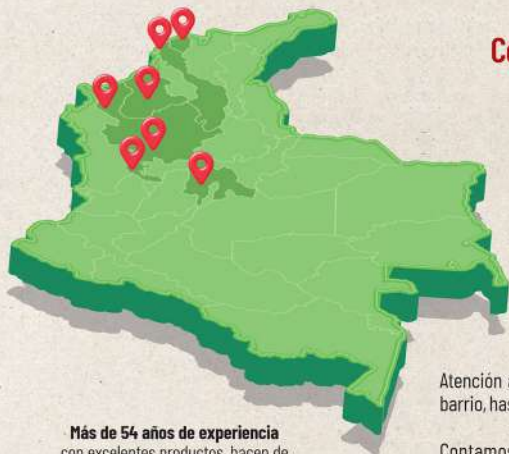 Más de 54 años de experiencia
con excelentes productos, hacen de
Atención
barrio, has
Contamos